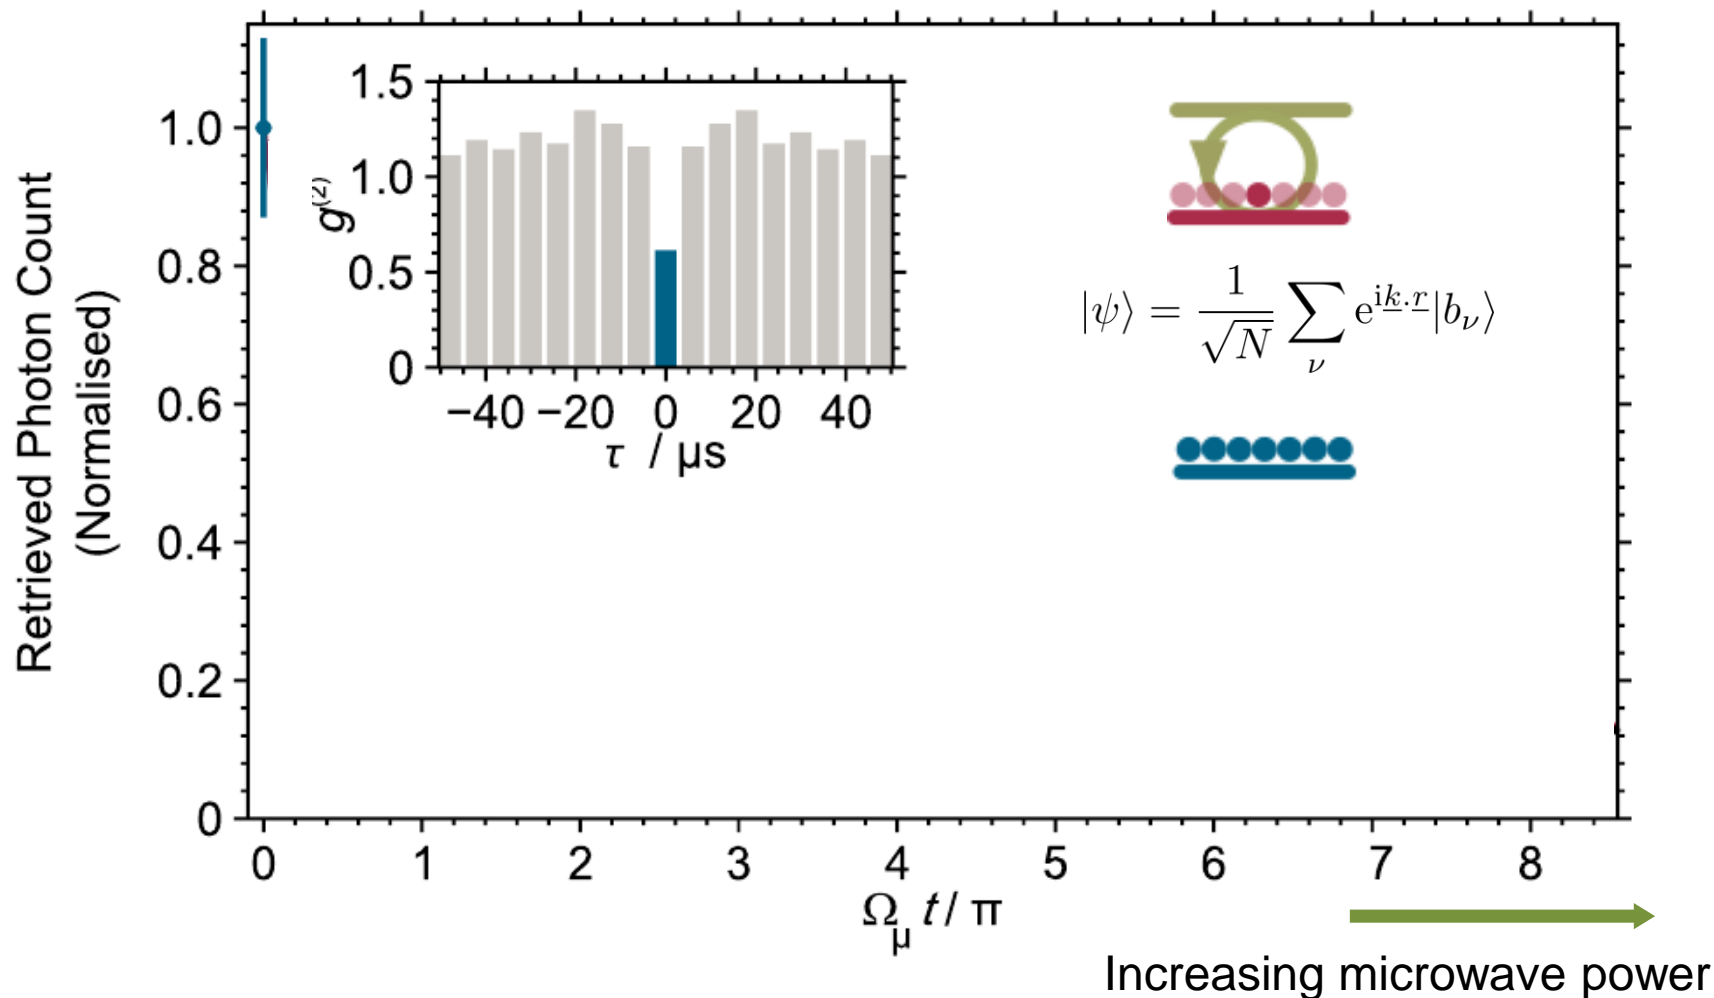 Retrieved Photon Count
(Normalised)
1.0
0.8
0.6
0.4
0.2
0
0 1 2 3 4 5 6 7 8
Ω_μ t / π
g^(2)
1.5
1.0
0.5
0
−40 −20 0 20 40
τ / μs
|ψ⟩ = 1/√N ∑_ν e^{ik.r}|b_ν⟩
Increasing microwave power